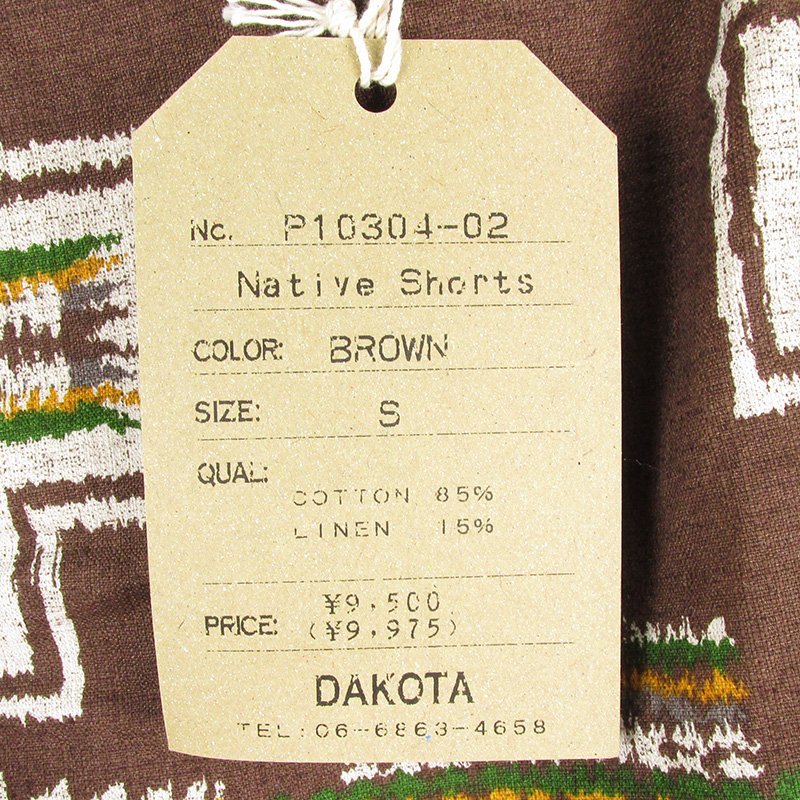 No. P10304-02
Native Shorts
COLOR: BROWN
SIZE: S
QUAL:
COTTON 85%
LINEN 15%
¥9,500
PRICE: (¥9,975)
DAKOTA
TEL:06-6863-4658